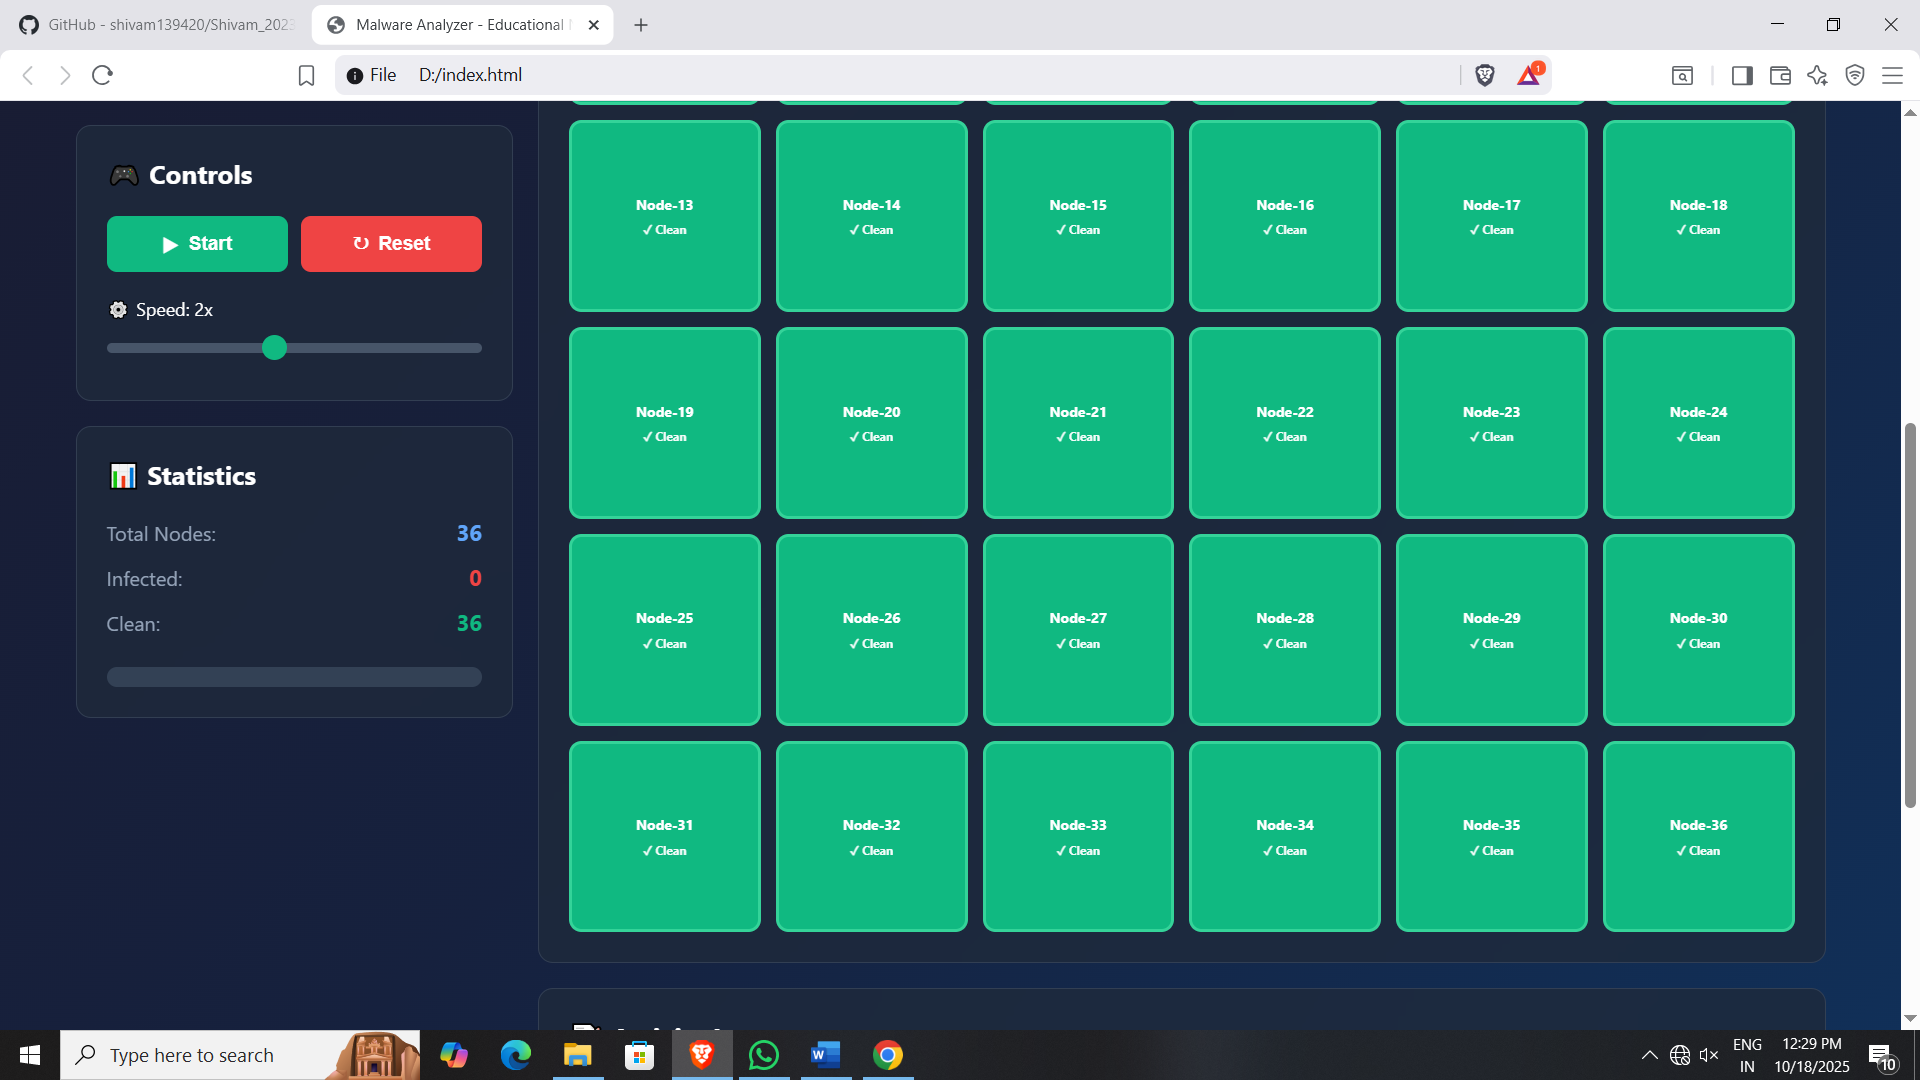 GitHub - shivam139420/Shivam_202
Malware Analyzer - Educational
File D:/index.html
1
🎮 Controls
▶ Start
↻ Reset
⚙ Speed: 2x
📊 Statistics
Total Nodes: 36
Infected: 0
Clean: 36
Node-13 Node-14 Node-15 Node-16 Node-17 Node-18
✓ Clean ✓ Clean ✓ Clean ✓ Clean ✓ Clean ✓ Clean
Node-19 Node-20 Node-21 Node-22 Node-23 Node-24
✓ Clean ✓ Clean ✓ Clean ✓ Clean ✓ Clean ✓ Clean
Node-25 Node-26 Node-27 Node-28 Node-29 Node-30
✓ Clean ✓ Clean ✓ Clean ✓ Clean ✓ Clean ✓ Clean
Node-31 Node-32 Node-33 Node-34 Node-35 Node-36
✓ Clean ✓ Clean ✓ Clean ✓ Clean ✓ Clean ✓ Clean
Type here to search
ENG
IN
12:29 PM
10/18/2025
10